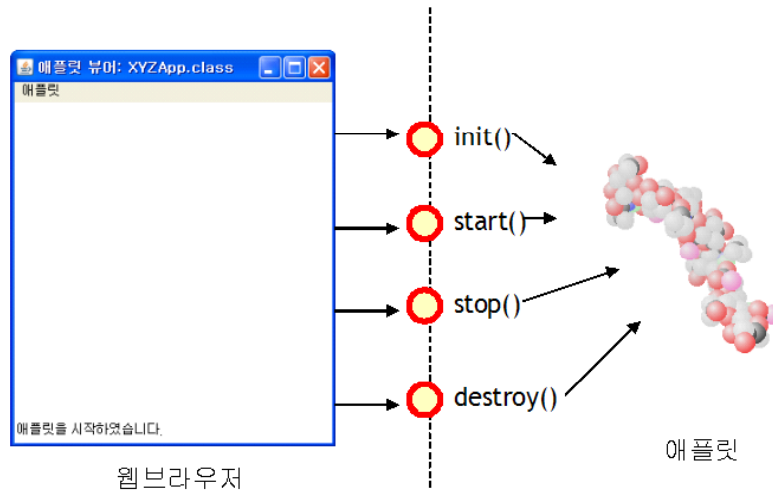 애플릿 뷰어: XYZApp.class
애플릿
init()
start()
stop()
destroy()
애플릿을 시작하였습니다.
웹브라우저
애플릿